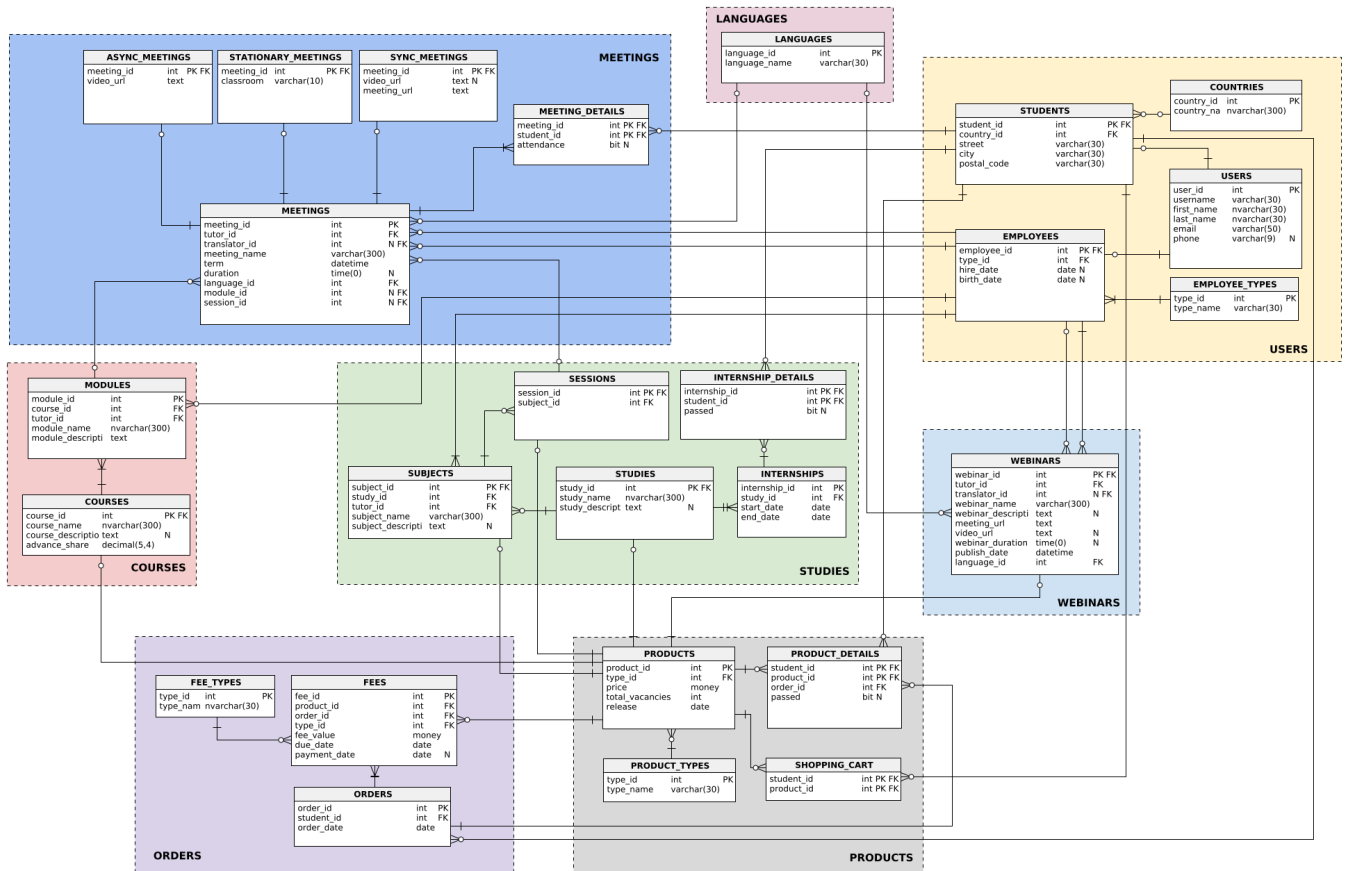 LANGUAGES
LANGUAGES
language_id int PK
language_name varchar(30)
MEETINGS
ASYNC_MEETINGS
meeting_id int PK FK
video_url text
STATIONARY_MEETINGS
meeting_id int PK FK
classroom varchar(10)
SYNC_MEETINGS
meeting_id int PK FK
video_url text N
meeting_url text
MEETING_DETAILS
meeting_id int PK FK
student_id int PK FK
attendance bit N
MEETINGS
meeting_id int PK
tutor_id int FK
translator_id int N FK
meeting_name varchar(300)
term datetime
duration time(0) N
language_id int FK
module_id int N FK
session_id int N FK
STUDENTS
student_id int PK FK
country_id int FK
street varchar(30)
city varchar(30)
postal_code varchar(30)
COUNTRIES
country_id int PK
country_na nvarchar(300)
USERS
user_id int PK
username varchar(30)
first_name nvarchar(30)
last_name nvarchar(30)
email varchar(50)
phone varchar(9) N
EMPLOYEES
employee_id int PK FK
type_id int FK
hire_date date N
birth_date date N
EMPLOYEE_TYPES
type_id int PK
type_name varchar(30)
USERS
MODULES
module_id int PK
course_id int FK
tutor_id int FK
module_name nvarchar(300)
module_descripti text
COURSES
course_id int PK FK
course_name nvarchar(300)
course_descriptio text N
advance_share decimal(5,4)
COURSES
SESSIONS
session_id int PK FK
subject_id int FK
INTERNSHIP_DETAILS
internship_id int PK FK
student_id int PK FK
passed bit N
SUBJECTS
subject_id int PK FK
study_id int FK
tutor_id int FK
subject_name varchar(300)
subject_descripti text N
STUDIES
study_id int PK FK
study_name nvarchar(300)
study_descript text N
INTERNSHIPS
internship_id int PK
study_id int FK
start_date date
end_date date
STUDIES
WEBINARS
webinar_id int PK FK
tutor_id int FK
translator_id int N FK
webinar_name varchar(300)
webinar_descripti text N
meeting_url text
video_url text N
webinar_duration time(0) N
publish_date datetime
language_id int FK
WEBINARS
FEE_TYPES
type_id int PK
type_nam nvarchar(30)
FEES
fee_id int PK
product_id int FK
order_id int FK
type_id int FK
fee_value money
due_date date
payment_date date N
ORDERS
order_id int PK
student_id int FK
order_date date
ORDERS
PRODUCTS
product_id int PK
type_id int FK
price money
total_vacancies int
release date
PRODUCT_DETAILS
student_id int PK FK
product_id int PK FK
order_id int FK
passed bit N
PRODUCT_TYPES
type_id int PK
type_name varchar(30)
SHOPPING_CART
student_id int PK FK
product_id int PK FK
PRODUCTS